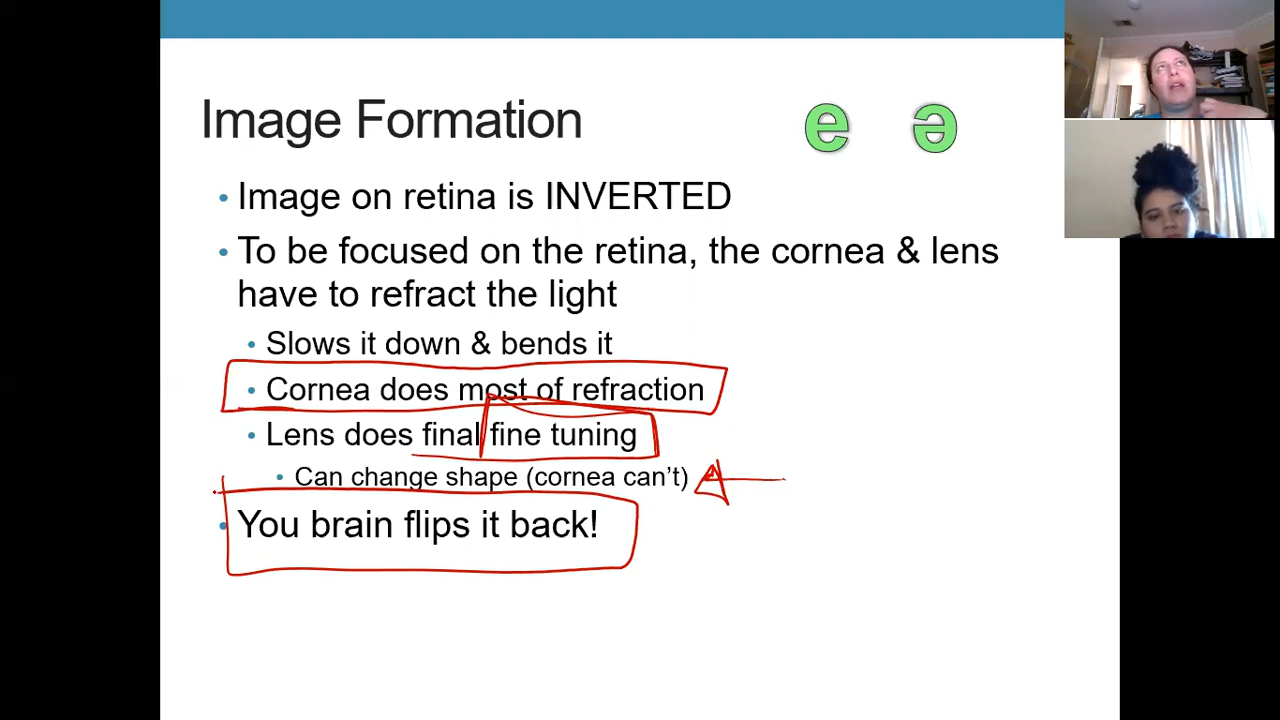 Image Formation
e ǝ
• Image on retina is INVERTED
• To be focused on the retina, the cornea & lens
have to refract the light
• Slows it down & bends it
• Cornea does most of refraction
• Lens does final fine tuning
• Can change shape (cornea can’t)
• You brain flips it back!